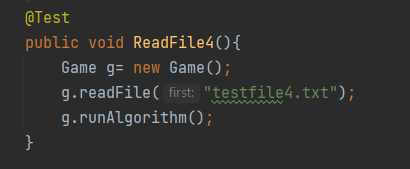 @Test
public void ReadFile4(){
Game g= new Game();
g.readFile( first: "testfile4.txt");
g.runAlgorithm();
}